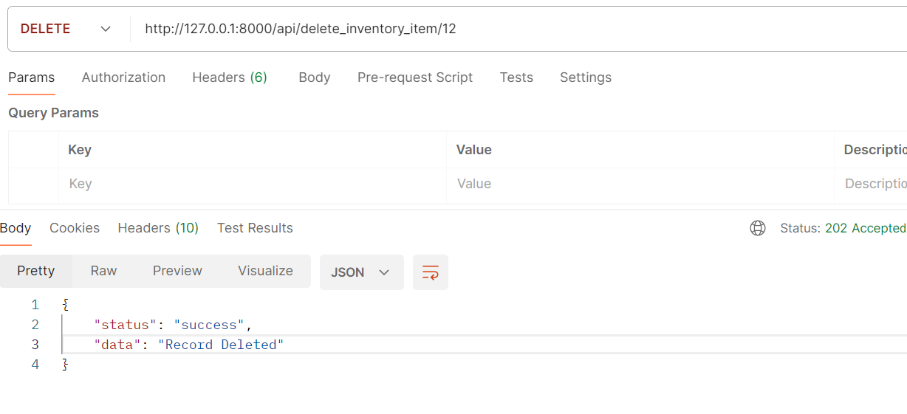 DELETE http://127.0.0.1:8000/api/delete_inventory_item/12
Params Authorization Headers (6) Body Pre-request Script Tests Settings
Query Params
Key Value Descriptio
Key Value Descriptio
Body Cookies Headers (10) Test Results Status: 202 Accepted
Pretty Raw Preview Visualize JSON
1 {
2 "status": "success",
3 "data": "Record Deleted"
4 }